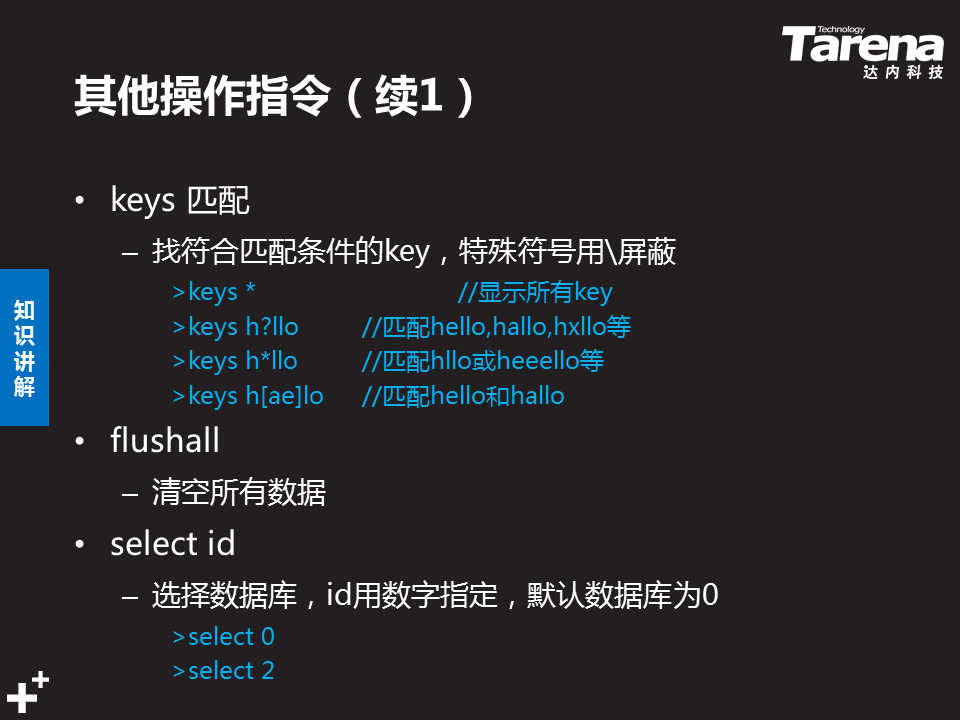 Technology
Tarena
达内科技
其他操作指令（续1）
• keys 匹配
– 找符合匹配条件的key，特殊符号用\屏蔽
>keys * //显示所有key
>keys h?llo //匹配hello,hallo,hxllo等
>keys h*llo //匹配hllo或heeello等
>keys h[ae]lo //匹配hello和hallo
• flushall
– 清空所有数据
• select id
– 选择数据库，id用数字指定，默认数据库为0
>select 0
>select 2
知
识
讲
解